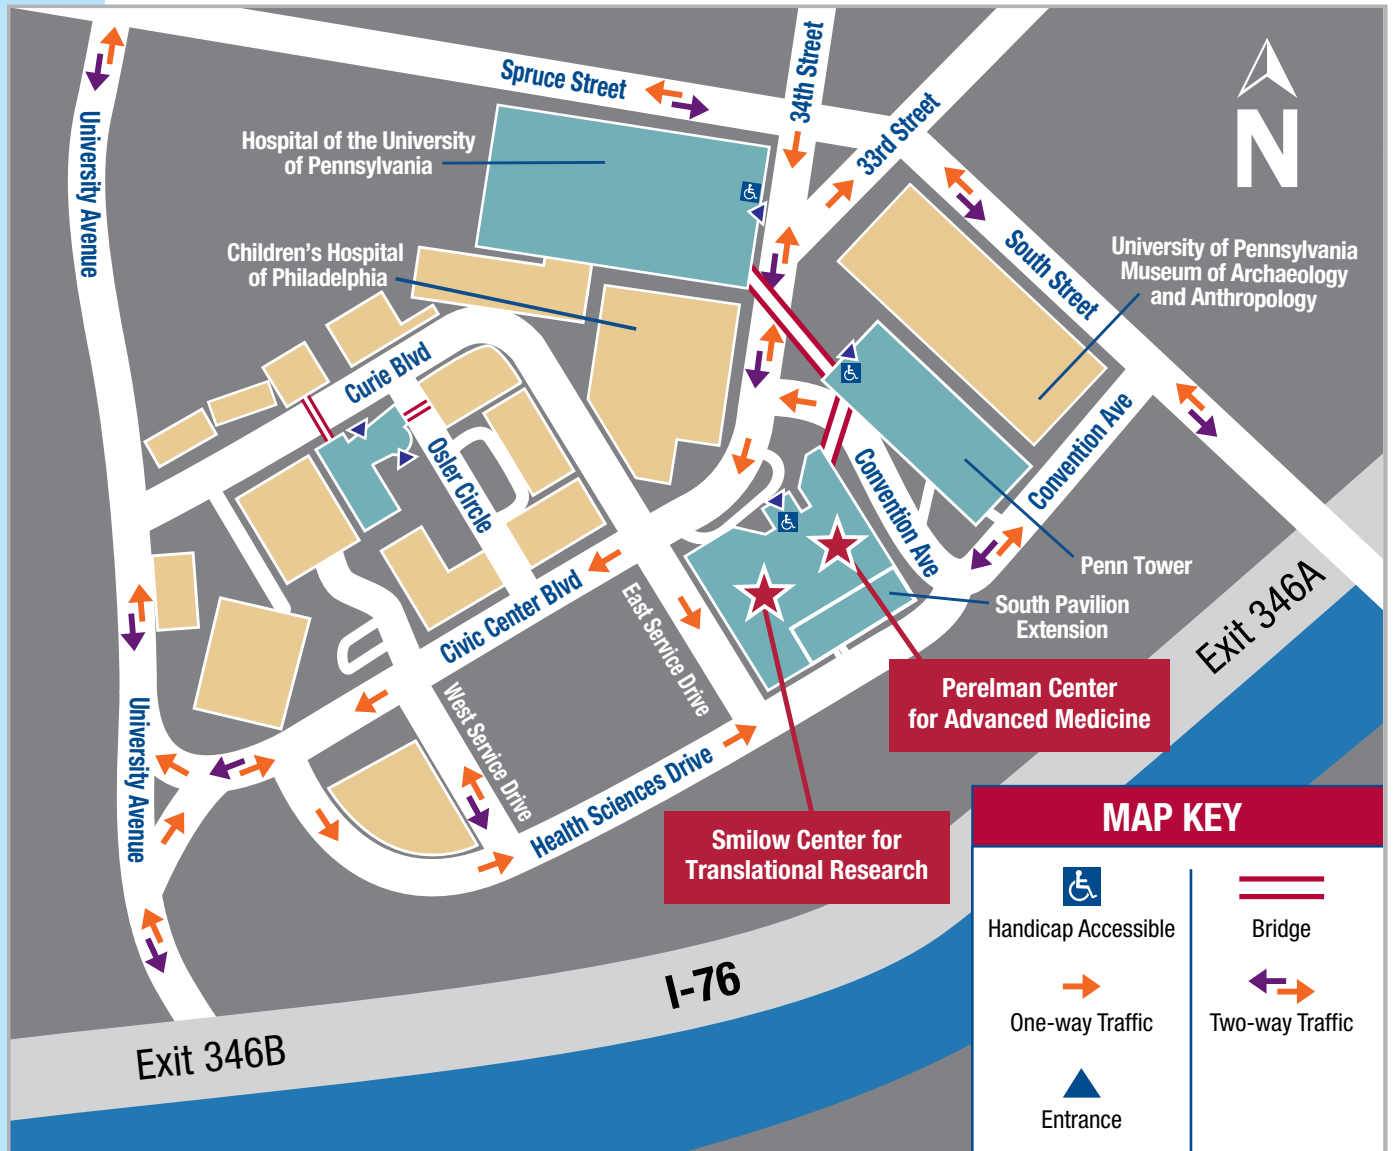 Spruce Street
34th Street
33rd Street
N
University Avenue
Hospital of the University
of Pennsylvania
Children's Hospital
of Philadelphia
South Street
University of Pennsylvania
Museum of Archaeology
and Anthropology
Curie Blvd
Osler Circle
Convention Ave
Convention Ave
Penn Tower
South Pavilion
Extension
Civic Center Blvd
East Service Drive
Exit 346A
Perelman Center
for Advanced Medicine
West Service Drive
University Avenue
Health Sciences Drive
Smilow Center for
Translational Research
I-76
Exit 346B
MAP KEY
Handicap Accessible
Bridge
One-way Traffic
Two-way Traffic
Entrance